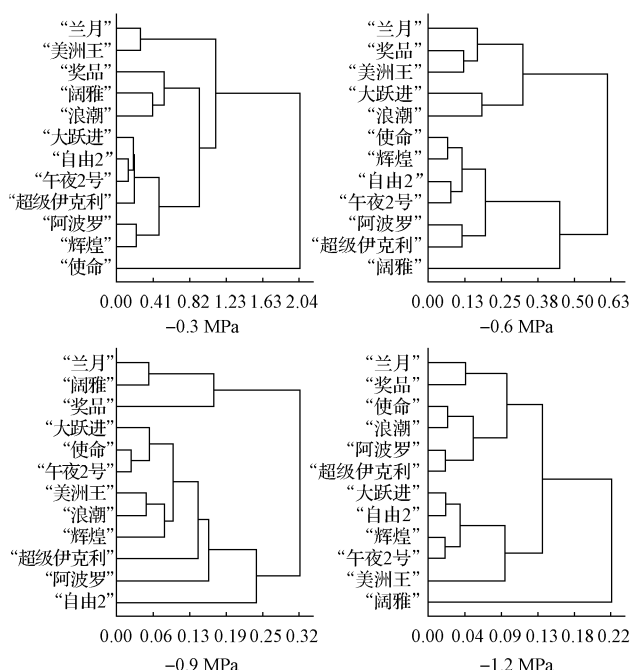 “兰月”
“美洲王”
“奖品”
“阔雅”
“浪潮”
“大跃进”
“自由2”
“午夜2号”
“超级伊克利”
“阿波罗”
“辉煌”
“使命”
0.00 0.41 0.82 1.23 1.63 2.04
−0.3 MPa
“兰月”
“奖品”
“美洲王”
“大跃进”
“浪潮”
“使命”
“辉煌”
“自由2”
“午夜2号”
“阿波罗”
“超级伊克利”
“阔雅”
0.00 0.13 0.25 0.38 0.50 0.63
−0.6 MPa
“兰月”
“阔雅”
“奖品”
“大跃进”
“使命”
“午夜2号”
“美洲王”
“浪潮”
“辉煌”
“超级伊克利”
“阿波罗”
“自由2”
0.00 0.06 0.13 0.19 0.25 0.32
−0.9 MPa
“兰月”
“奖品”
“使命”
“浪潮”
“阿波罗”
“超级伊克利”
“大跃进”
“自由2”
“辉煌”
“午夜2号”
“美洲王”
“阔雅”
0.00 0.04 0.09 0.13 0.18 0.22
−1.2 MPa